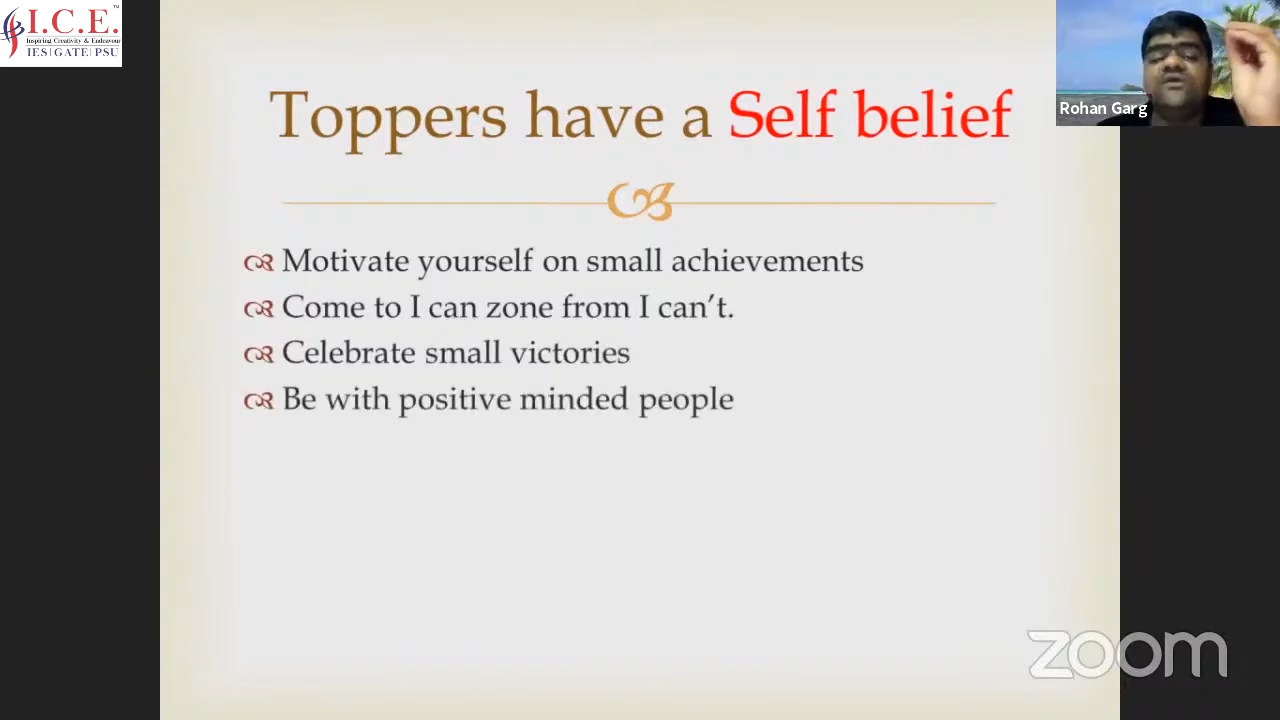 I.C.E.
TM
Inspiring Creativity & Endeavour
IES|GATE|PSU
Rohan Garg
Toppers have a Self belief
Motivate yourself on small achievements
Come to I can zone from I can’t.
Celebrate small victories
Be with positive minded people
zoom